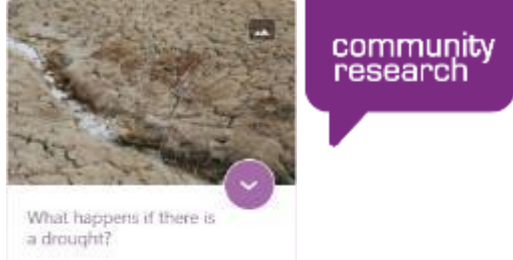 community
research
What happens if there is
a drought?